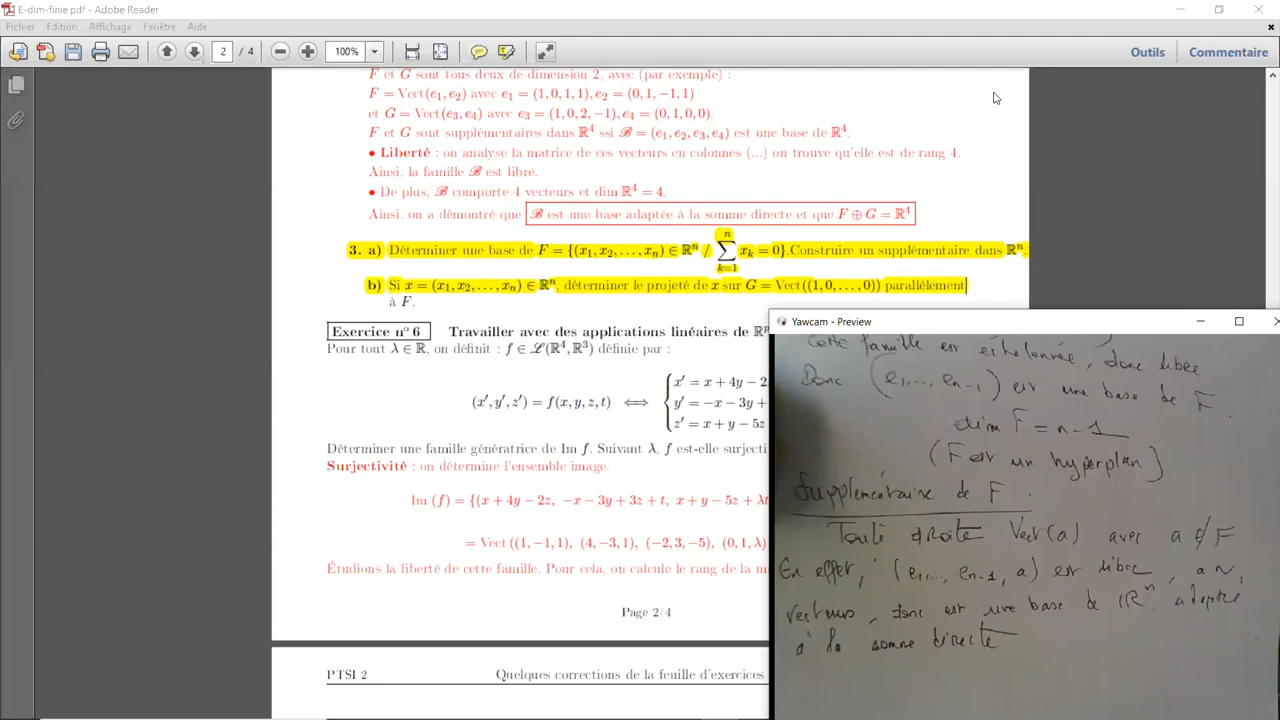 E-dim-finie.pdf - Adobe Reader
Fichier Edition Affichage Fenêtre Aide
2 / 4 100% Outils Commentaire
F et G sont tous deux de dimension 2, avec (par exemple) :
F = Vect(e₁, e₂) avec e₁ = (1, 0, 1, 1), e₂ = (0, 1, −1, 1)
et G = Vect(e₃, e₄) avec e₃ = (1, 0, 2, −1), e₄ = (0, 1, 0, 0).
F et G sont supplémentaires dans ℝ⁴ ssi ℬ = (e₁, e₂, e₃, e₄) est une base de ℝ⁴.
• Liberté : on analyse la matrice de ces vecteurs en colonnes (...) on trouve qu'elle est de rang 4.
Ainsi, la famille ℬ est libre.
• De plus, ℬ comporte 4 vecteurs et dim ℝ⁴ = 4.
Ainsi, on a démontré que ℬ est une base adaptée à la somme directe et que F ⊕ G = ℝ⁴
3. a) Déterminer une base de F = {(x₁, x₂, . . . , xₙ) ∈ ℝⁿ / ∑ₖ₌₁ⁿ xₖ = 0}.Construire un supplémentaire dans ℝⁿ.
b) Si x = (x₁, x₂, . . . , xₙ) ∈ ℝⁿ, déterminer le projeté de x sur G = Vect((1, 0, . . . , 0)) parallèlement
à F.
Exercice n° 6 Travailler avec des applications linéaires de ℝ
Pour tout λ ∈ ℝ, on définit : f ∈ ℒ(ℝ⁴, ℝ³) définie par :
x′ = x + 4y − 2
(x′, y′, z′) = f(x, y, z, t) ⟺ { y′ = −x − 3y +
z′ = x + y − 5z
Déterminer une famille génératrice de Im f. Suivant λ, f est-elle surjecti
Surjectivité : on détermine l'ensemble image.
Im (f) = {(x + 4y − 2z, −x − 3y + 3z + t, x + y − 5z + λt
= Vect ((1, −1, 1), (4, −3, 1), (−2, 3, −5), (0, 1, λ)
Étudions la liberté de cette famille. Pour cela, on calcule le rang de la m
Page 2/4
PTSI 2 Quelques corrections de la feuille d'exercices
Yawcam - Preview
Cette famille est échelonnée, donc libre
Donc (e₁,..., eₙ₋₁) est une base de F.
dim F = n-1
(F est un hyperplan)
Supplémentaire de F.
Toute droite Vect(a) avec a ∉ F
En effet, (e₁..., eₙ₋₁, a) est libre, a n
vecteurs, donc est une base de ℝⁿ, adaptée
à la somme directe